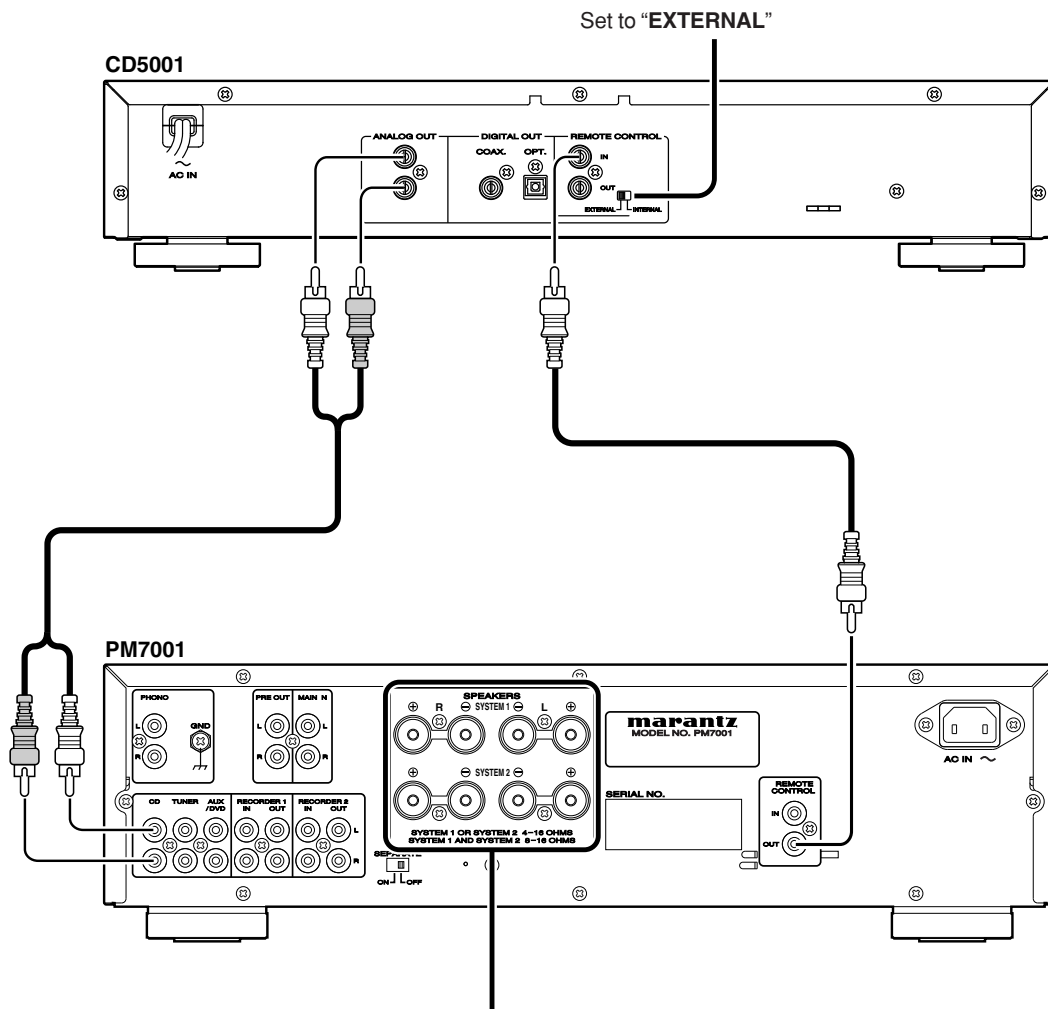 Set to “EXTERNAL”
CD5001
ANALOG OUT
DIGITAL OUT
REMOTE CONTROL
COAX.
OPT.
IN
AC IN
OUT
EXTERNAL
INTERNAL
PM7001
PHONO
L
GND
R
PRE OUT
MAIN N
L
L
R
R
SPEAKERS
R
SYSTEM 1
L
SYSTEM 2
SYSTEM 1 OR SYSTEM 2 4-16 OHMS
SYSTEM 1 AND SYSTEM 2 8-16 OHMS
marantz
MODEL NO. PM7001
AC IN
SERIAL NO.
REMOTE
CONTROL
IN
OUT
CD
TUNER
AUX
/DVD
RECORDER 1
IN OUT
RECORDER 2
IN OUT
L
R
ON
OFF